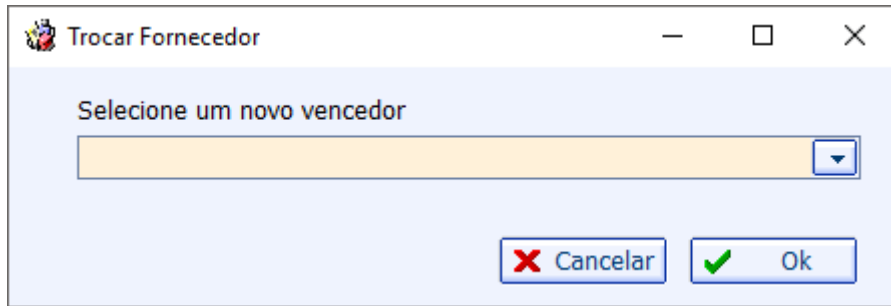 Trocar Fornecedor
Selecione um novo vencedor
Cancelar
Ok